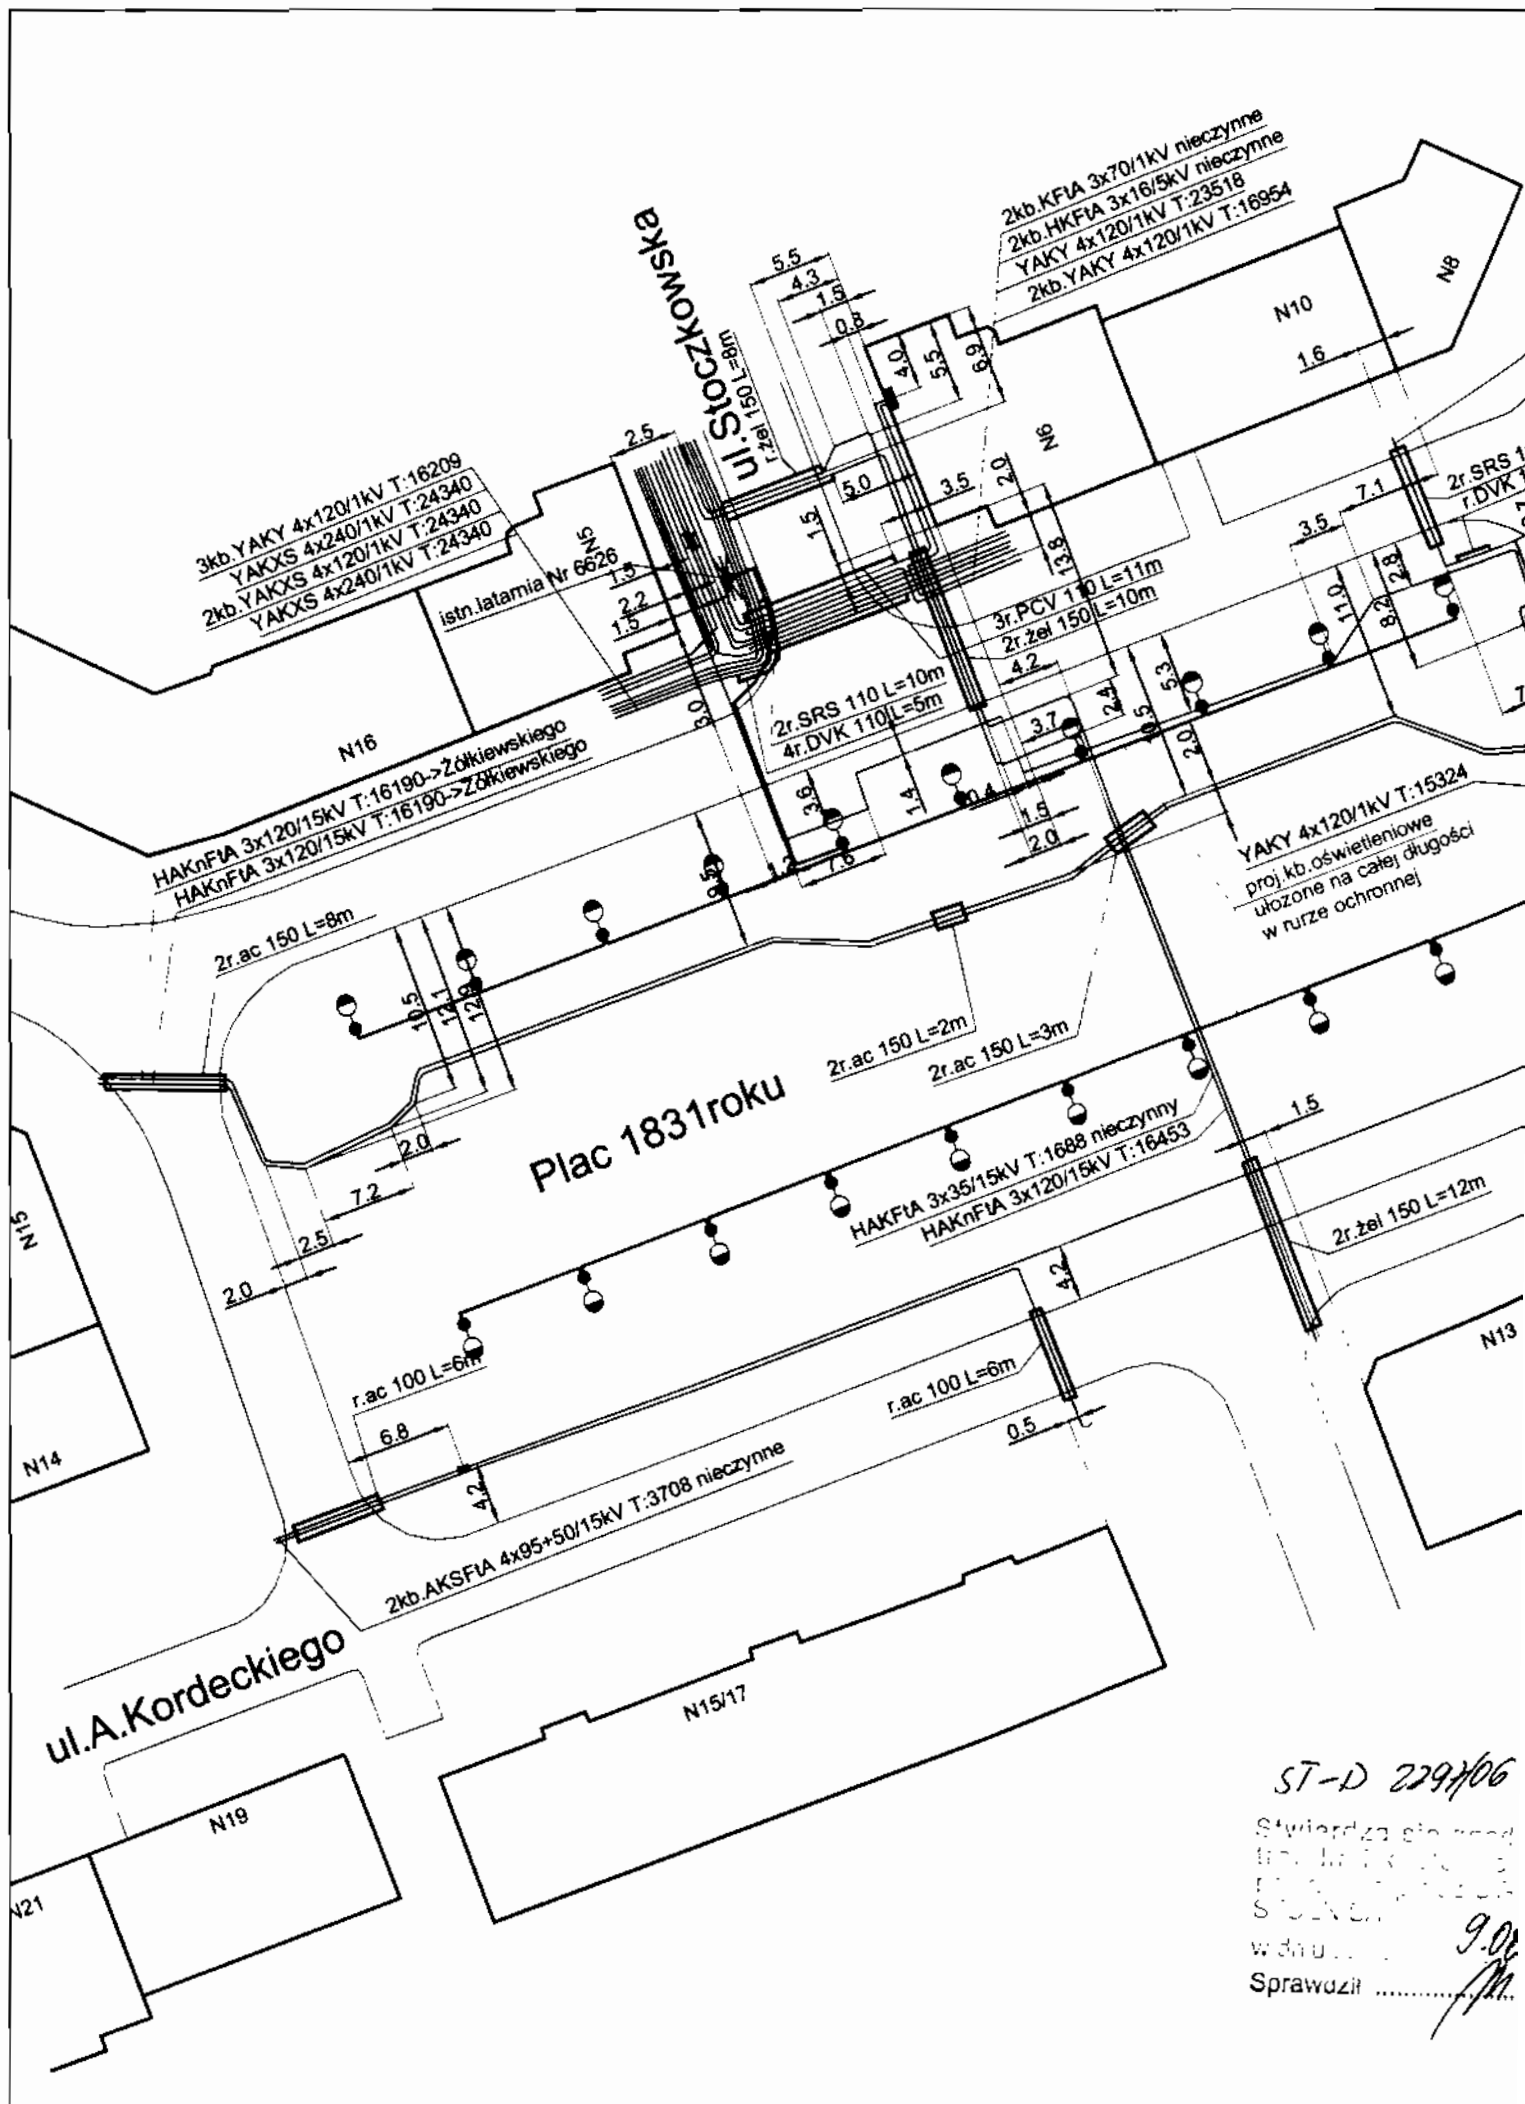 2kb.KFtA 3x70/1kV nieczynne
2kb.HKFtA 3x16/5kV nieczynne
YAKY 4x120/1kV T:23518
2kb.YAKY 4x120/1kV T:16954
ul.Stoczkowska
r.żel 150 L=8m
5.5
4.3
1.5
0.8
4.0
5.5
6.9
N8
N10
1.6
N6
2.5
3kb.YAKY 4x120/1kV T:16209
YAKXS 4x240/1kV T:24340
2kb.YAKXS 4x120/1kV T:24340
YAKXS 4x240/1kV T:24340
istn.latarnia Nr 6626
N5
1.5
2.2
1.5
5.0
3.5
2.0
1.5
13.8
7.1
3.5
2r.SRS 1
r.DVK 1
2.8
8.2
11.0
3r.PCV 110 L=11m
2r.żel 150 L=10m
4.2
2r.SRS 110 L=10m
4r.DVK 110 L=5m
3.0
N16
HAKnFtA 3x120/15kV T:16190->Żółkiewskiego
HAKnFtA 3x120/15kV T:16190->Żółkiewskiego
3.7
2.4
5.3
10.5
2.0
3.6
1.4
0.4
1.5
2.0
7.6
1.2
9.5
YAKY 4x120/1kV T:15324
proj.kb.oświetleniowe
ułozone na całej długości
w rurze ochronnej
2r.ac 150 L=8m
10.5
12.1
12.9
2r.ac 150 L=2m
2r.ac 150 L=3m
Plac 1831roku
2.0
7.2
2.5
2.0
HAKFtA 3x35/15kV T:1688 nieczynny
HAKnFtA 3x120/15kV T:16453
1.5
2r.żel 150 L=12m
N15
4.2
N13
r.ac 100 L=6m
r.ac 100 L=6m
0.5
6.8
4.2
N14
2kb.AKSFtA 4x95+50/15kV T:3708 nieczynne
ul.A.Kordeckiego
N15/17
N19
N21
ST-D 2297/06
Stwierdza się
w dniu
9.0
Sprawdził